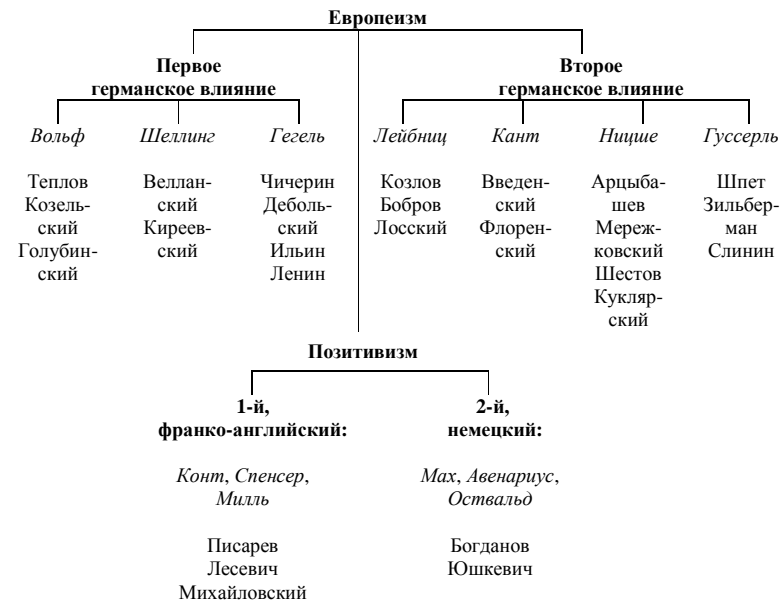 Европеизм
Первое
германское влияние
Второе
германское влияние
Вольф
Теплов
Козель-
ский
Голубин-
ский
Шеллинг
Веллан-
ский
Киреев-
ский
Гегель
Чичерин
Деболь-
ский
Ильин
Ленин
Лейбниц
Козлов
Бобров
Лосский
Кант
Введен-
ский
Флорен-
ский
Ницше
Арцыба-
шев
Мереж-
ковский
Шестов
Кукляр-
ский
Гуссерль
Шпет
Зильбер-
ман
Слинин
Позитивизм
1-й,
франко-английский:
Конт, Спенсер,
Милль
Писарев
Лесевич
Михайловский
2-й,
немецкий:
Мах, Авенариус,
Оствальд
Богданов
Юшкевич